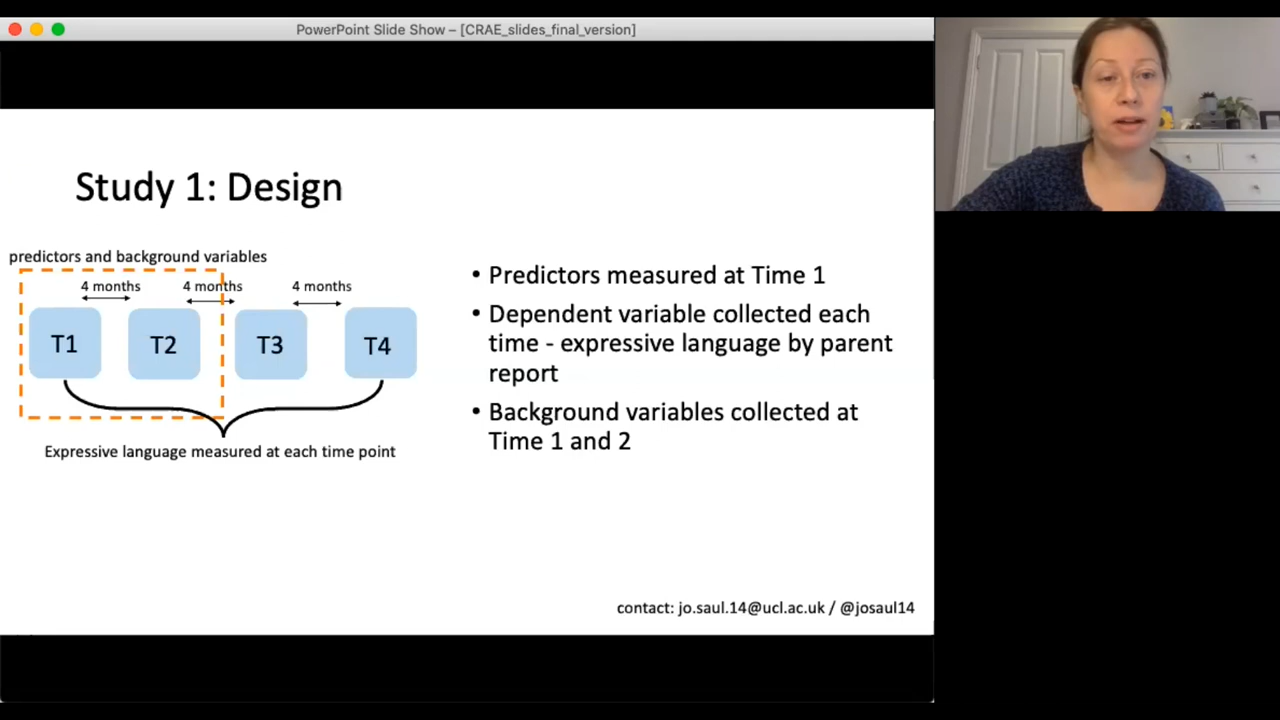 PowerPoint Slide Show – [CRAE_slides_final_version]
Study 1: Design
predictors and background variables
4 months
4 months
4 months
T1
T2
T3
T4
Expressive language measured at each time point
• Predictors measured at Time 1
• Dependent variable collected each
time - expressive language by parent
report
• Background variables collected at
Time 1 and 2
contact: jo.saul.14@ucl.ac.uk / @josaul14